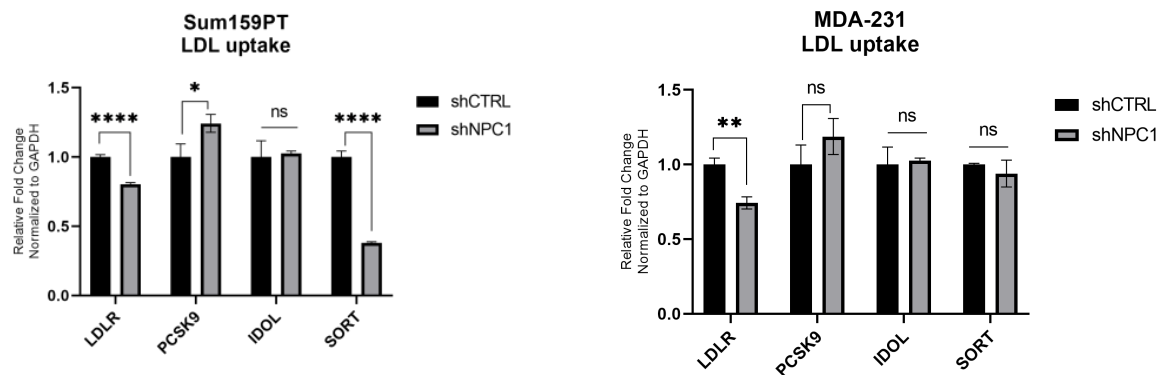 Sum159PT
LDL uptake
Relative Fold Change
Normalized to GAPDH
1.5
1.0
0.5
0.0
****
*
ns
****
LDLR
PCSK9
IDOL
SORT
shCTRL
shNPC1
MDA-231
LDL uptake
Relative Fold Change
Normalized to GAPDH
1.5
1.0
0.5
0.0
**
ns
ns
ns
LDLR
PCSK9
IDOL
SORT
shCTRL
shNPC1